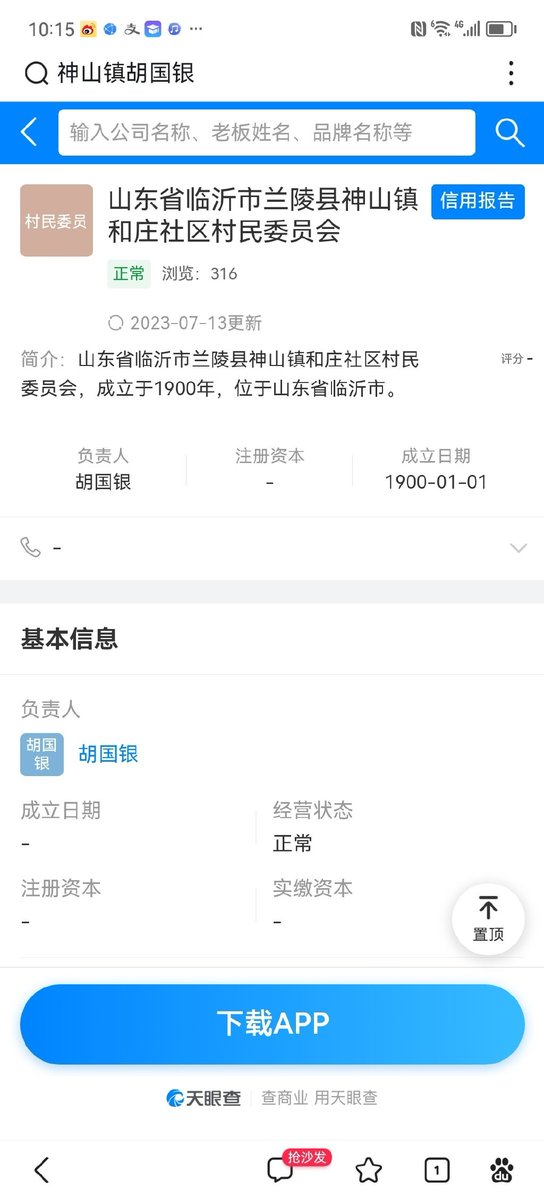 10:15
支
···
6
4G
神山镇胡国银
输入公司名称、老板姓名、品牌名称等
村民委员
山东省临沂市兰陵县神山镇
和庄社区村民委员会
信用报告
正常 浏览：316
2023-07-13更新
简介：山东省临沂市兰陵县神山镇和庄社区村民
委员会，成立于1900年，位于山东省临沂市。
评分 -
负责人 注册资本 成立日期
胡国银 - 1900-01-01
-
基本信息
负责人
胡国
银
胡国银
成立日期 经营状态
- 正常
注册资本 实缴资本
- -
置顶
下载APP
天眼查 查商业 用天眼查
抢沙发
1
du